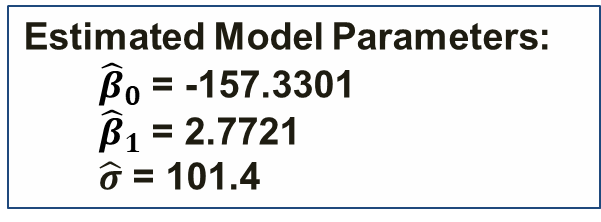 Estimated Model Parameters:
β̂₀ = -157.3301
β̂₁ = 2.7721
σ̂ = 101.4